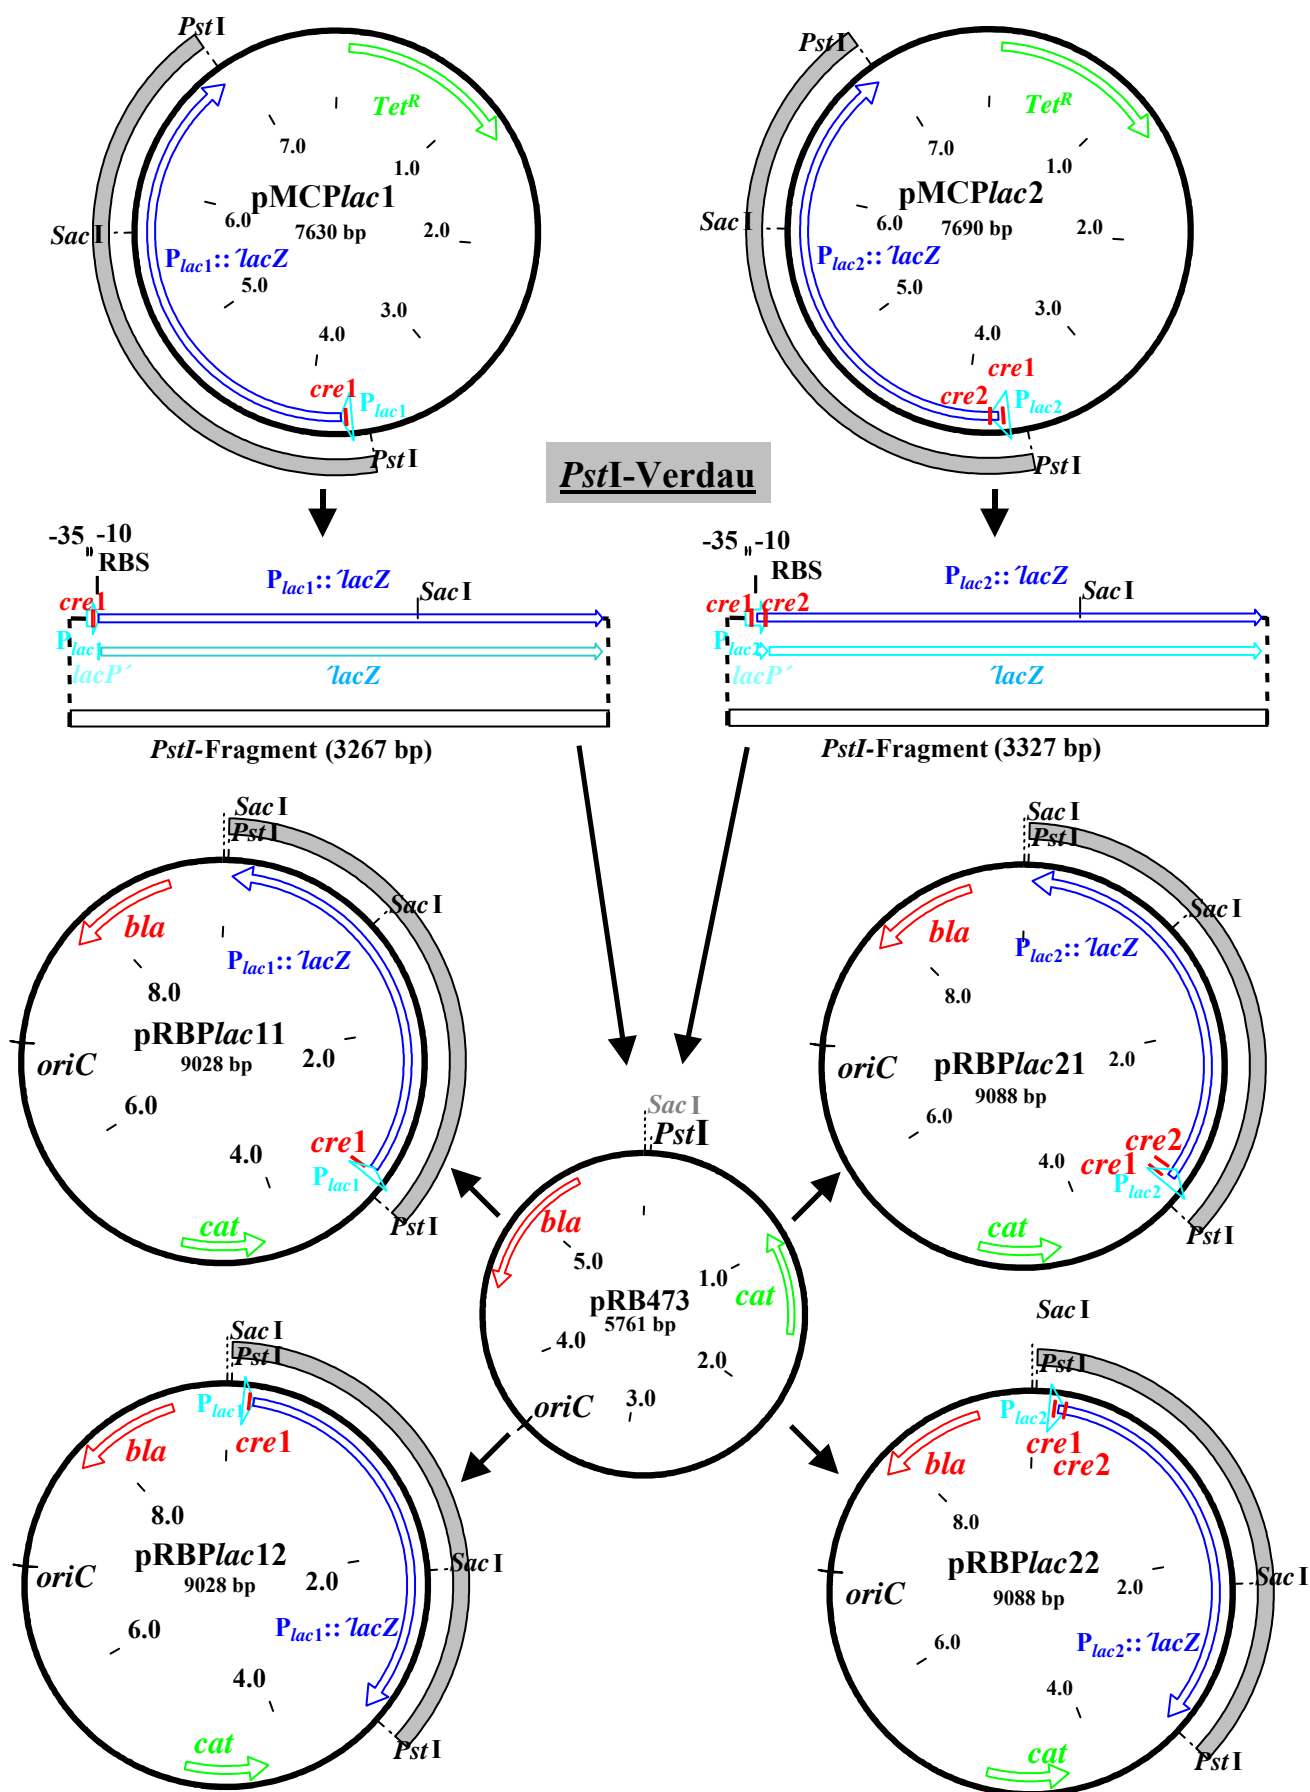 PstI
TetR
7.0
1.0
pMCPlac1
7630 bp
6.0
2.0
SacI
Plac1::´lacZ
5.0
3.0
4.0
cre1
Plac1
PstI
PstI
TetR
7.0
1.0
pMCPlac2
7690 bp
6.0
2.0
SacI
Plac2::´lacZ
5.0
3.0
4.0
cre1
cre2
Plac2
PstI
PstI-Verdau
-35 -10
RBS
Plac1::´lacZ
SacI
cre1
Plac1
lacP´
´lacZ
PstI-Fragment (3267 bp)
-35 -10
RBS
Plac2::´lacZ
SacI
cre1 cre2
Plac2
lacP´
´lacZ
PstI-Fragment (3327 bp)
SacI
PstI
SacI
bla
Plac1::´lacZ
8.0
pRBPlac11
9028 bp
2.0
oriC
6.0
4.0
cre1
Plac1
PstI
cat
SacI
PstI
SacI
bla
Plac2::´lacZ
8.0
pRBPlac21
9088 bp
2.0
oriC
6.0
4.0
cre2
cre1
Plac2
PstI
cat
SacI
PstI
bla
5.0
1.0
pRB473
5761 bp
cat
4.0
2.0
oriC
3.0
SacI
PstI
Plac1
cre1
bla
8.0
pRBPlac12
9028 bp
2.0
SacI
oriC
6.0
Plac1::´lacZ
4.0
PstI
cat
SacI
PstI
Plac2
cre1
cre2
bla
8.0
pRBPlac22
9088 bp
2.0
SacI
oriC
6.0
Plac2::´lacZ
4.0
PstI
cat